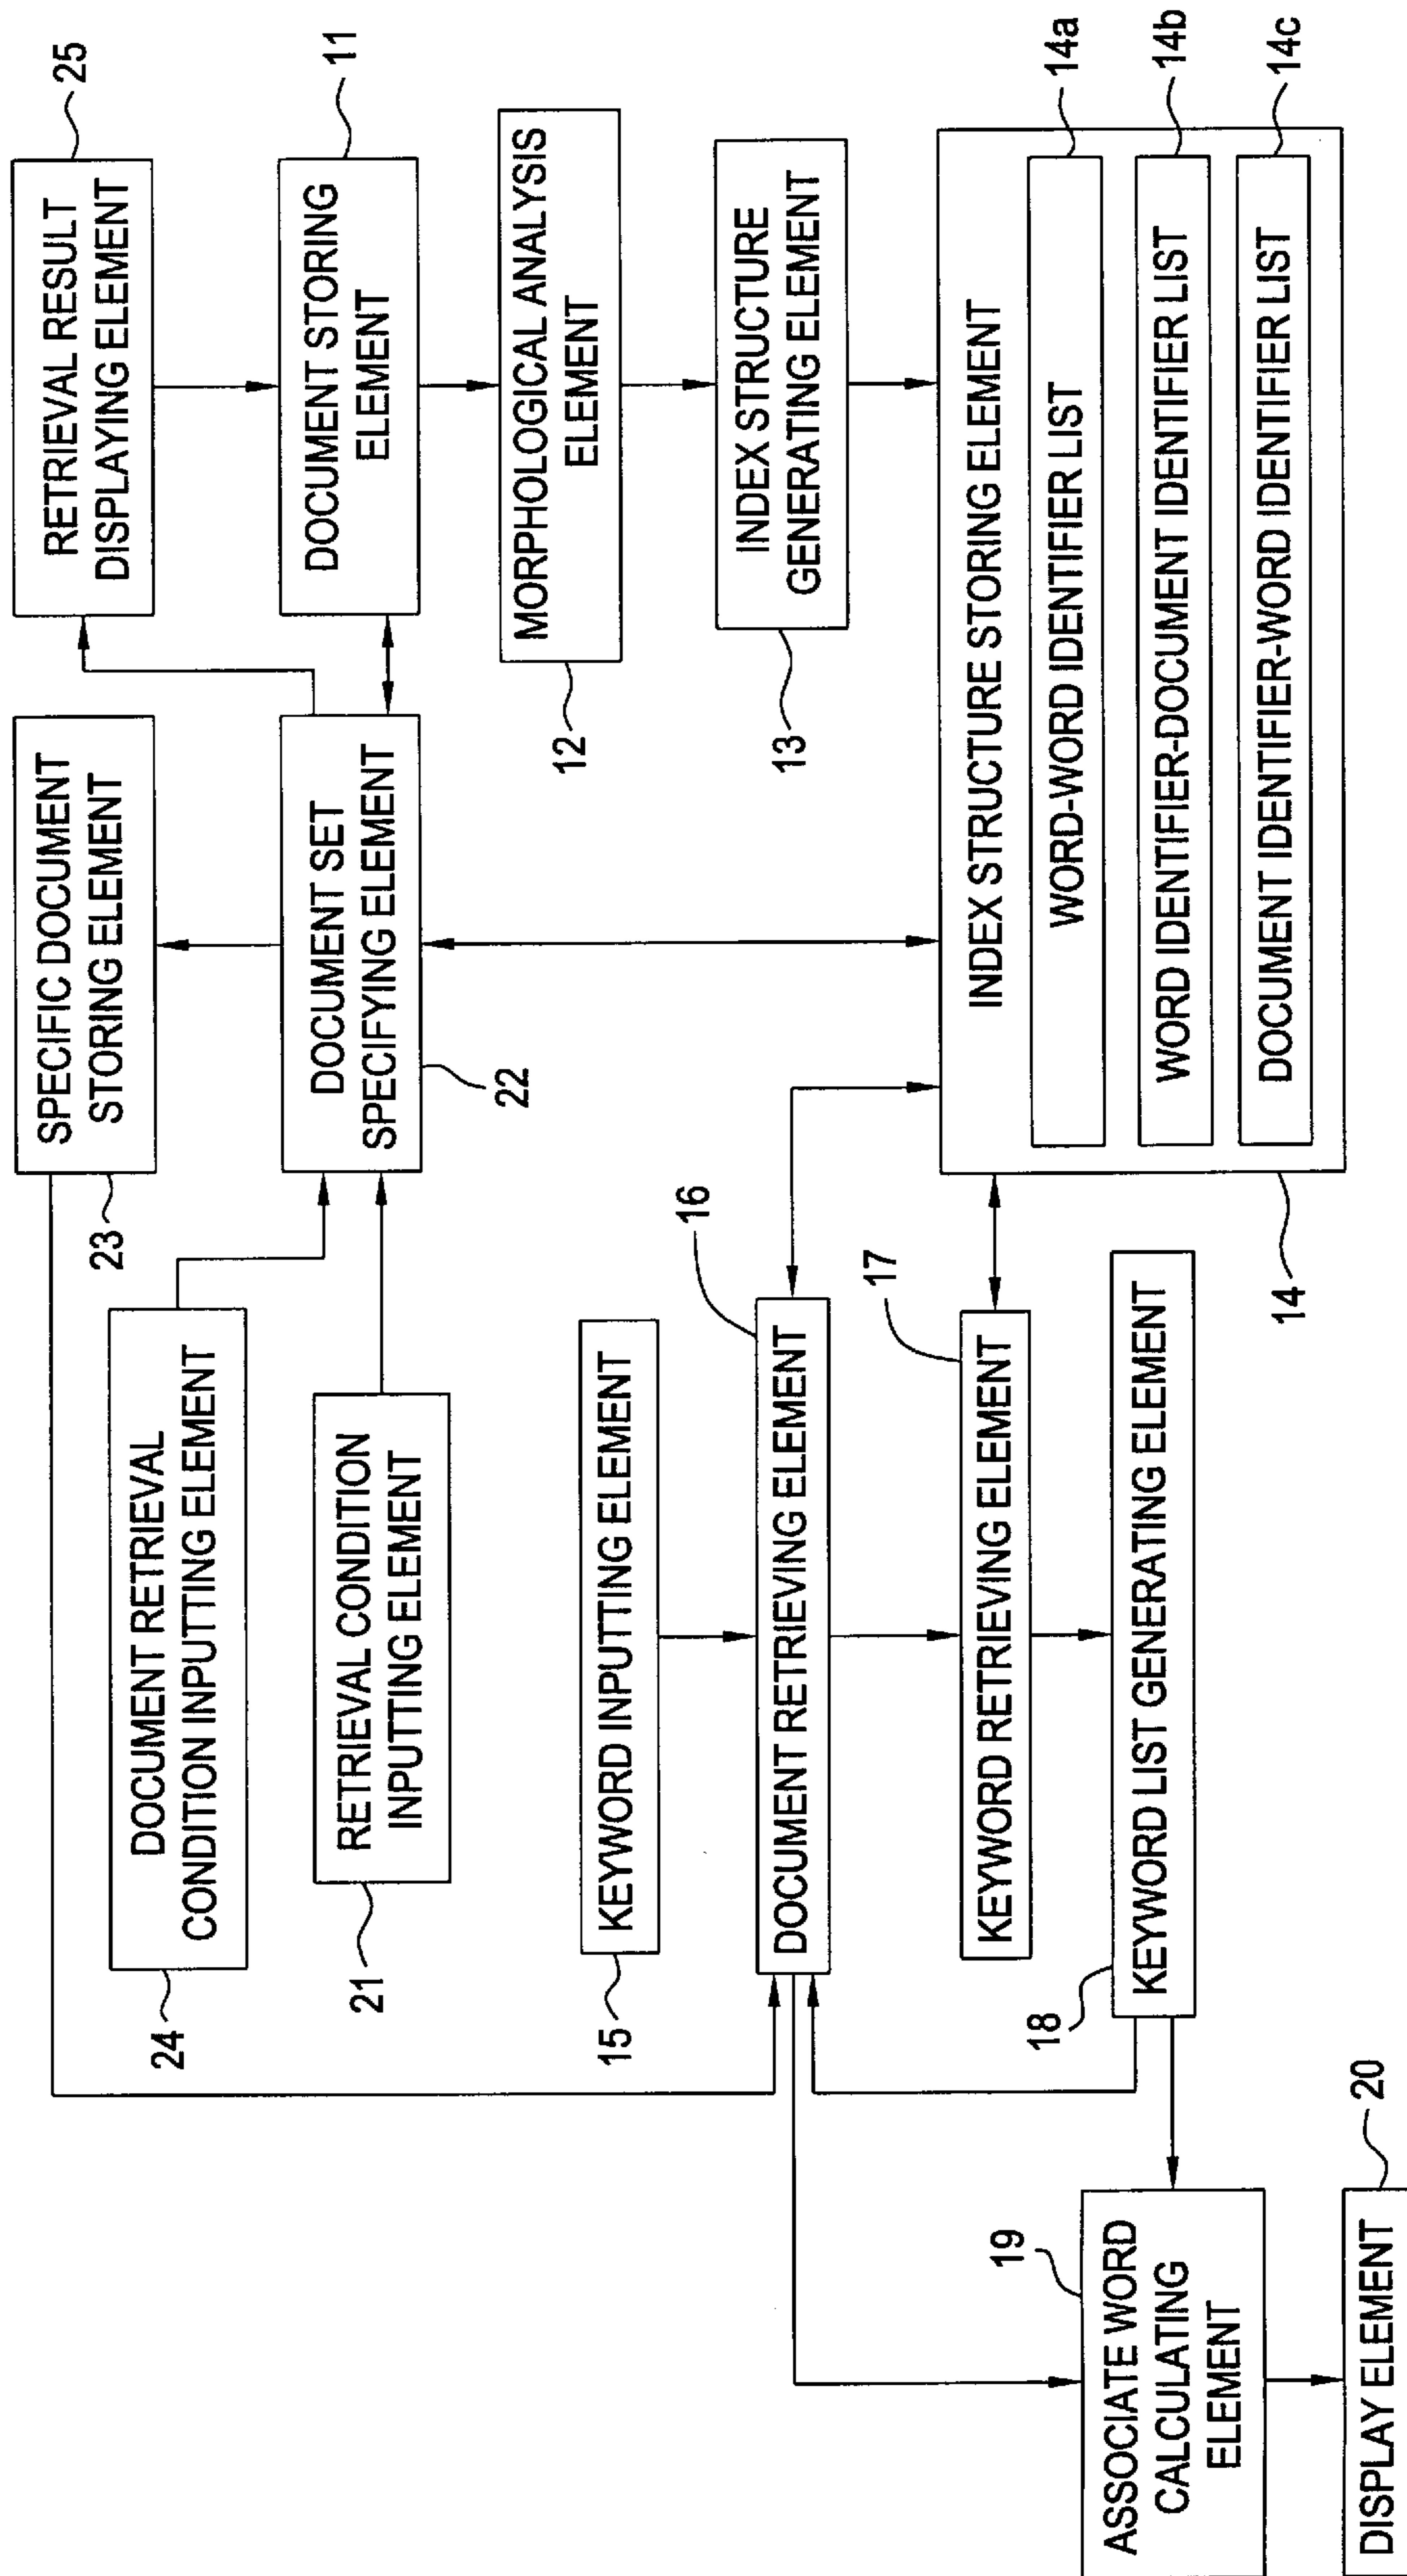 25
RETRIEVAL RESULT
DISPLAYING ELEMENT
11
DOCUMENT STORING
ELEMENT
MORPHOLOGICAL ANALYSIS
ELEMENT
12
INDEX STRUCTURE
GENERATING ELEMENT
13
INDEX STRUCTURE STORING ELEMENT
WORD-WORD IDENTIFIER LIST
14a
WORD IDENTIFIER-DOCUMENT IDENTIFIER LIST
14b
DOCUMENT IDENTIFIER-WORD IDENTIFIER LIST
14c
14
SPECIFIC DOCUMENT
STORING ELEMENT
23
DOCUMENT SET
SPECIFYING ELEMENT
22
DOCUMENT RETRIEVAL
CONDITION INPUTTING ELEMENT
24
RETRIEVAL CONDITION
INPUTTING ELEMENT
21
KEYWORD INPUTTING ELEMENT
15
16
DOCUMENT RETRIEVING ELEMENT
17
KEYWORD RETRIEVING ELEMENT
KEYWORD LIST GENERATING ELEMENT
18
19
ASSOCIATE WORD
CALCULATING
ELEMENT
20
DISPLAY ELEMENT